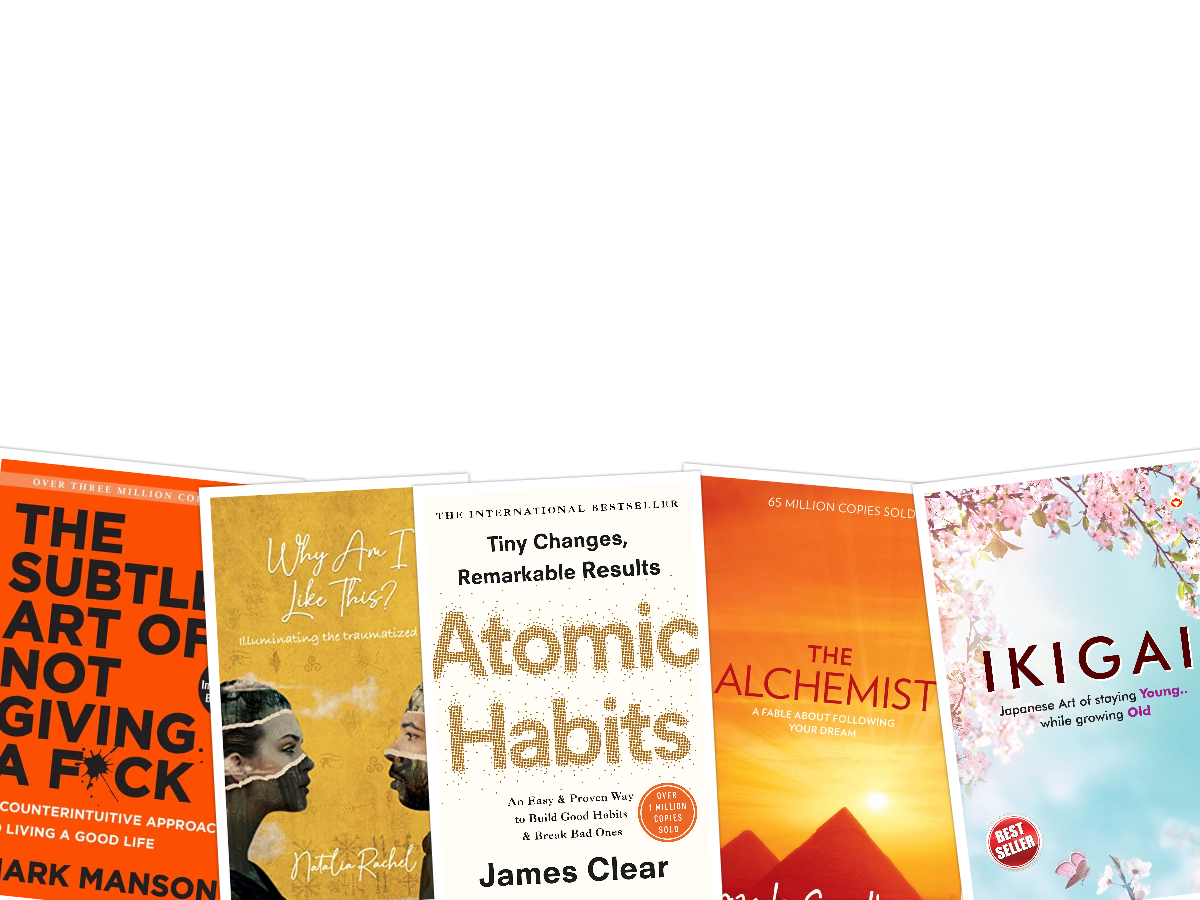 OVER THREE MILLION
THE
SUBTL
ART OF
NOT
GIVING
A F CK
COUNTERINTUITIVE APPROAC
LIVING A GOOD LIFE
MARK MANSON
Why Am I
Like This?
Illuminating the traumatized
Natalia Rachel
THE INTERNATIONAL BESTSELLER
Tiny Changes,
Remarkable Results
Atomic
Habits
An Easy & Proven Way
to Build Good Habits
& Break Bad Ones
OVER
1 MILLION
COPIES
SOLD
James Clear
65 MILLION COPIES SOLD
THE
ALCHEMIST
A FABLE ABOUT FOLLOWING
YOUR DREAM
IKIGAI
Japanese Art of staying Young..
while growing Old
BEST
SELLER